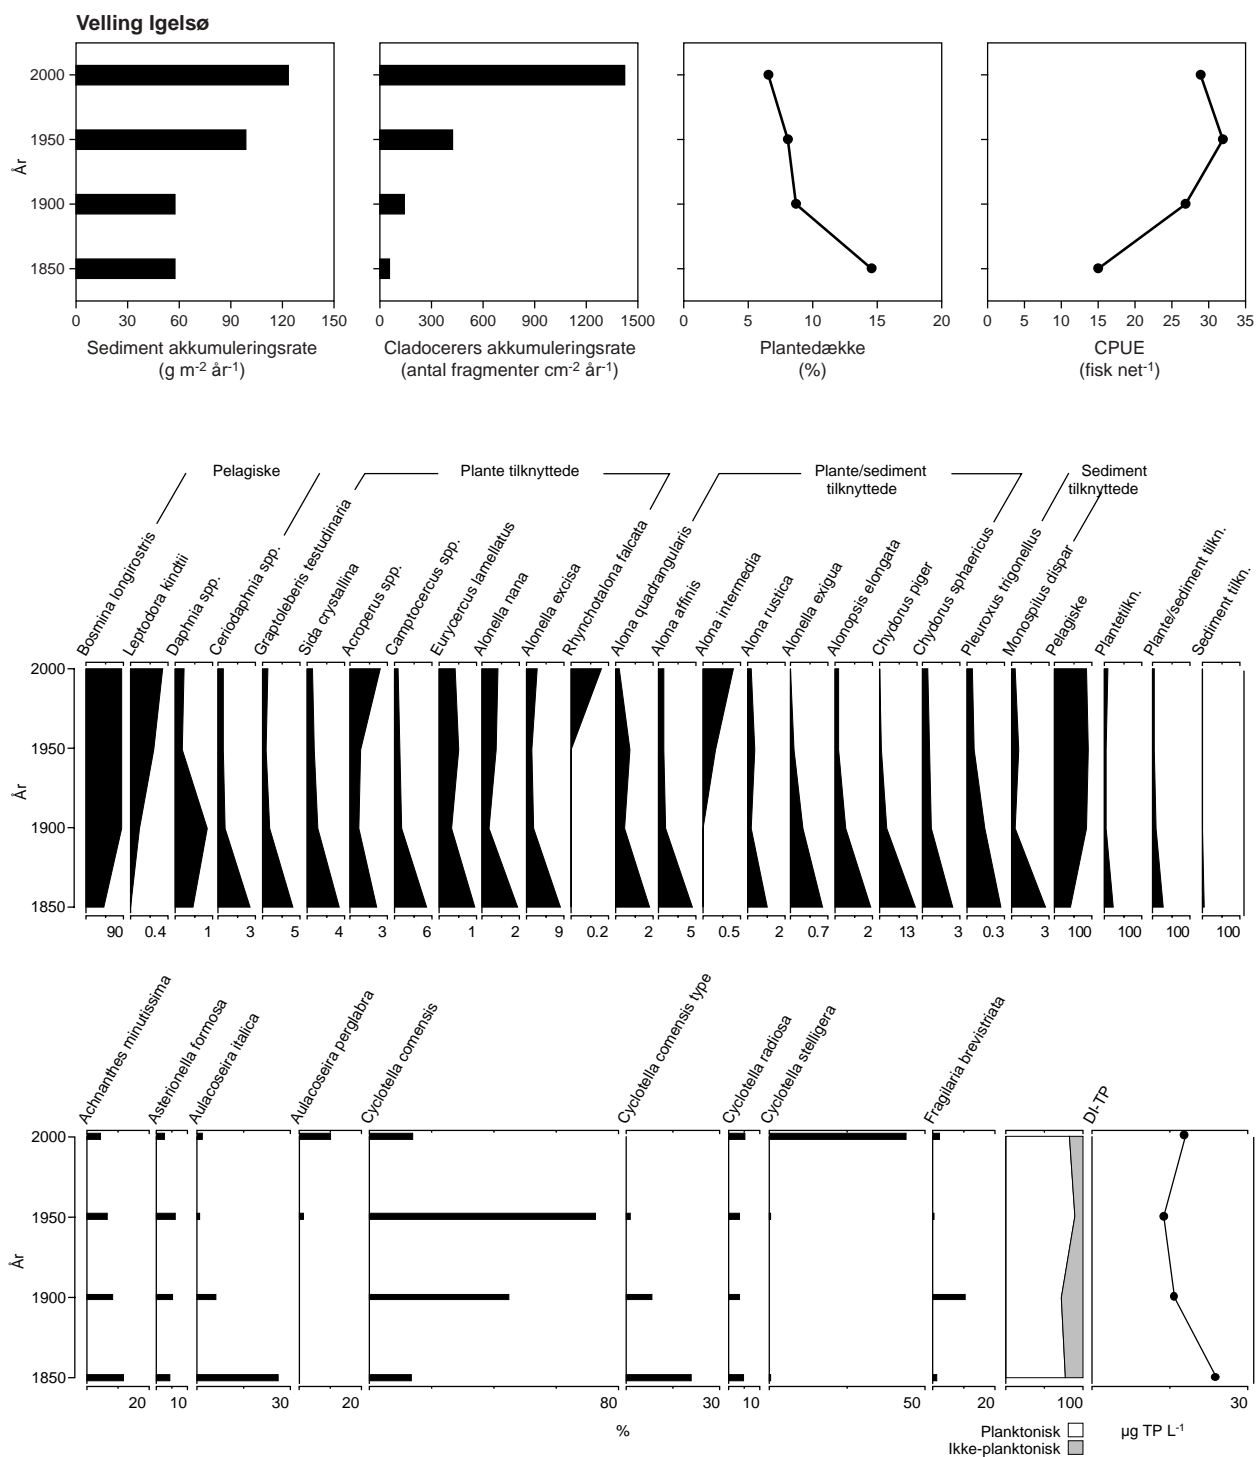 Velling Igelsø
År
2000
1950
1900
1850
0 30 60 90 120 150
0 300 600 900 1200 1500
0 5 10 15 20
0 5 10 15 20 25 30 35
Sediment akkumuleringsrate
(g m-2 år-1)
Cladocerers akkumuleringsrate
(antal fragmenter cm-2 år-1)
Plantedække
(%)
CPUE
(fisk net-1)
Pelagiske
Plante tilknyttede
Plante/sediment
tilknyttede
Sediment
tilknyttede
Bosmina longirostris
Leptodora kindtii
Daphnia spp.
Ceriodaphnia spp.
Graptoleberis testudinaria
Sida crystallina
Acroperus spp.
Camptocercus spp.
Eurycercus lamellatus
Alonella nana
Alonella excisa
Rhynchotalona falcata
Alona quadrangularis
Alona affinis
Alona intermedia
Alona rustica
Alonella exigua
Alonopsis elongata
Chydorus piger
Chydorus sphaericus
Pleuroxus trigonellus
Monospilus dispar
Pelagiske
Plantetilkn.
Plante/sediment tilkn.
Sediment tilkn.
År
2000
1950
1900
1850
90 0.4 1 3 5 4 3 6 1 2 9 0.2 2 5 0.5 2 0.7 2 13 3 0.3 3 100 100 100 100
Achnanthes minutissima
Asterionella formosa
Aulacoseira italica
Aulacoseira perglabra
Cyclotella comensis
Cyclotella comensis type
Cyclotella radiosa
Cyclotella stelligera
Fragilaria brevistriata
DI-TP
År
2000
1950
1900
1850
20 10 30 20 80 30 10 50 20 100 30
%
Planktonisk
Ikke-planktonisk
µg TP L-1